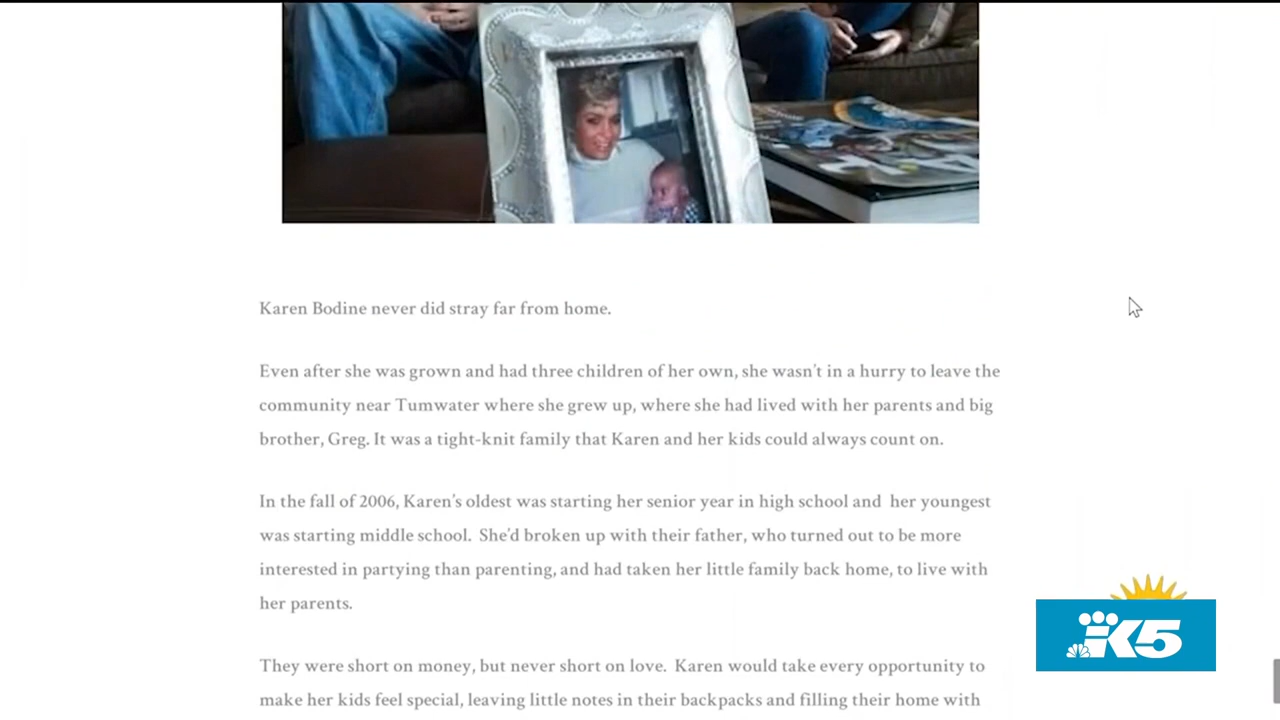 Karen Bodine never did stray far from home.
Even after she was grown and had three children of her own, she wasn't in a hurry to leave the
community near Tumwater where she grew up, where she had lived with her parents and big
brother, Greg. It was a tight-knit family that Karen and her kids could always count on.
In the fall of 2006, Karen's oldest was starting her senior year in high school and  her youngest
was starting middle school.  She'd broken up with their father, who turned out to be more
interested in partying than parenting, and had taken her little family back home, to live with
her parents.
They were short on money, but never short on love.  Karen would take every opportunity to
make her kids feel special, leaving little notes in their backpacks and filling their home with
K5